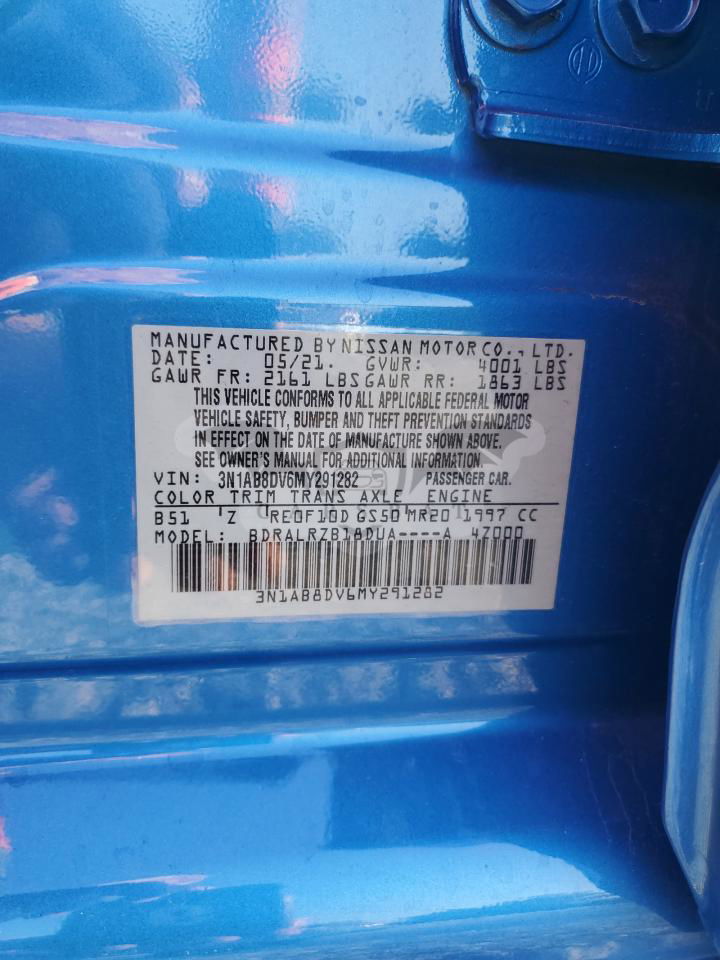 MANUFACTURED BY NISSAN MOTOR CO., LTD.
DATE: 05/21. GVWR: 4001 LBS
GAWR FR: 2161 LBS GAWR RR: 1863 LBS
THIS VEHICLE CONFORMS TO ALL APPLICABLE FEDERAL MOTOR
VEHICLE SAFETY, BUMPER AND THEFT PREVENTION STANDARDS
IN EFFECT ON THE DATE OF MANUFACTURE SHOWN ABOVE.
SEE OWNER'S MANUAL FOR ADDITIONAL INFORMATION.
VIN: 3N1AB8DV6MY291282 PASSENGER CAR.
COLOR TRIM TRANS AXLE ENGINE
B51 'Z 'RE0F10D'GS50'MR20'1997 CC
MODEL: BDRALRZB18DUA----A 4Z000
3N1AB8DV6MY291282